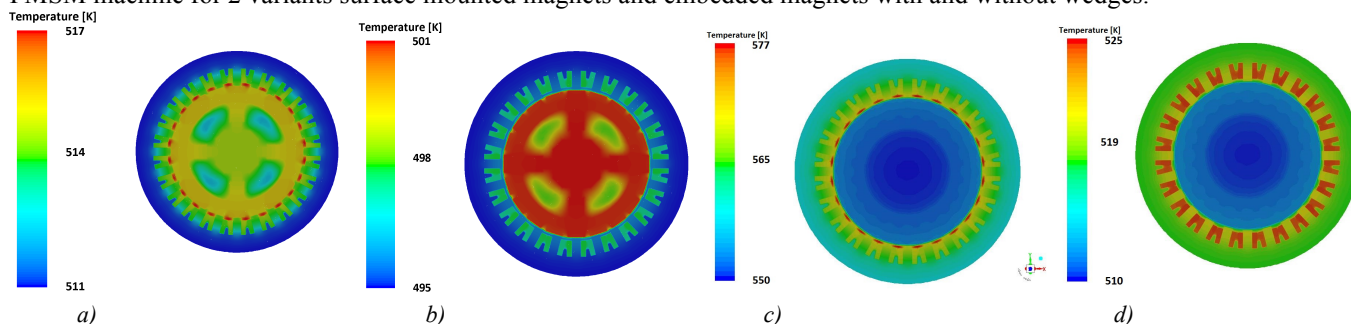 PMSM machine for 2 variants surface mounted magnets and embedded magnets with and without wedges.
Temperature [K] Temperature [K] Temperature [K] Temperature [K]
517 501 577 525
514 498 565 519
511 495 550 510
a) b) c) d)